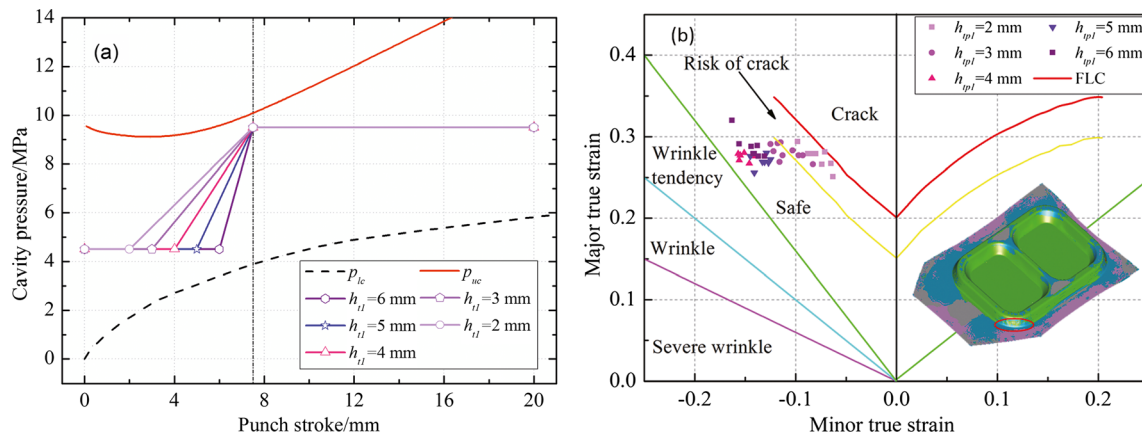 (a)
14
12
10
8
6
4
2
0
Cavity pressure/MPa
0 4 8 12 16 20
Punch stroke/mm
p_lc p_uc
h_t1=6 mm h_t1=3 mm
h_t1=5 mm h_t1=2 mm
h_t1=4 mm
(b)
h_tp1=2 mm h_tp1=5 mm
h_tp1=3 mm h_tp1=6 mm
h_tp1=4 mm FLC
Risk of crack
Crack
Wrinkle
tendency
Safe
Wrinkle
Severe wrinkle
0.4
0.3
0.2
0.1
0.0
Major true strain
-0.2 -0.1 0.0 0.1 0.2
Minor true strain